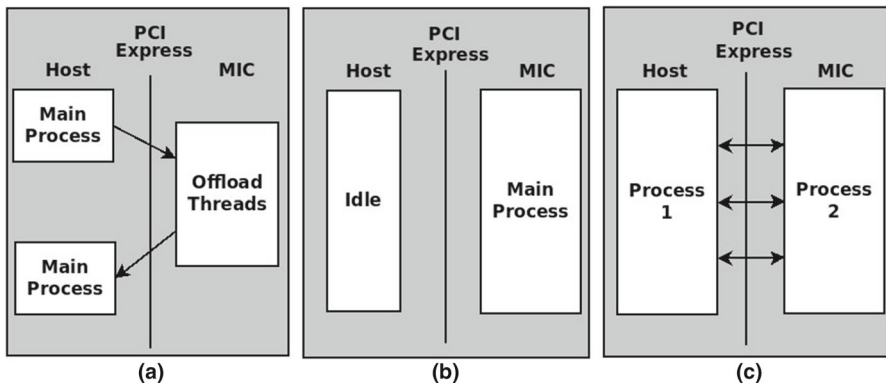 PCI
Express
Host
MIC
Main
Process
Offload
Threads
Main
Process
(a)
PCI
Express
Host
MIC
Idle
Main
Process
(b)
PCI
Express
Host
MIC
Process
1
Process
2
(c)